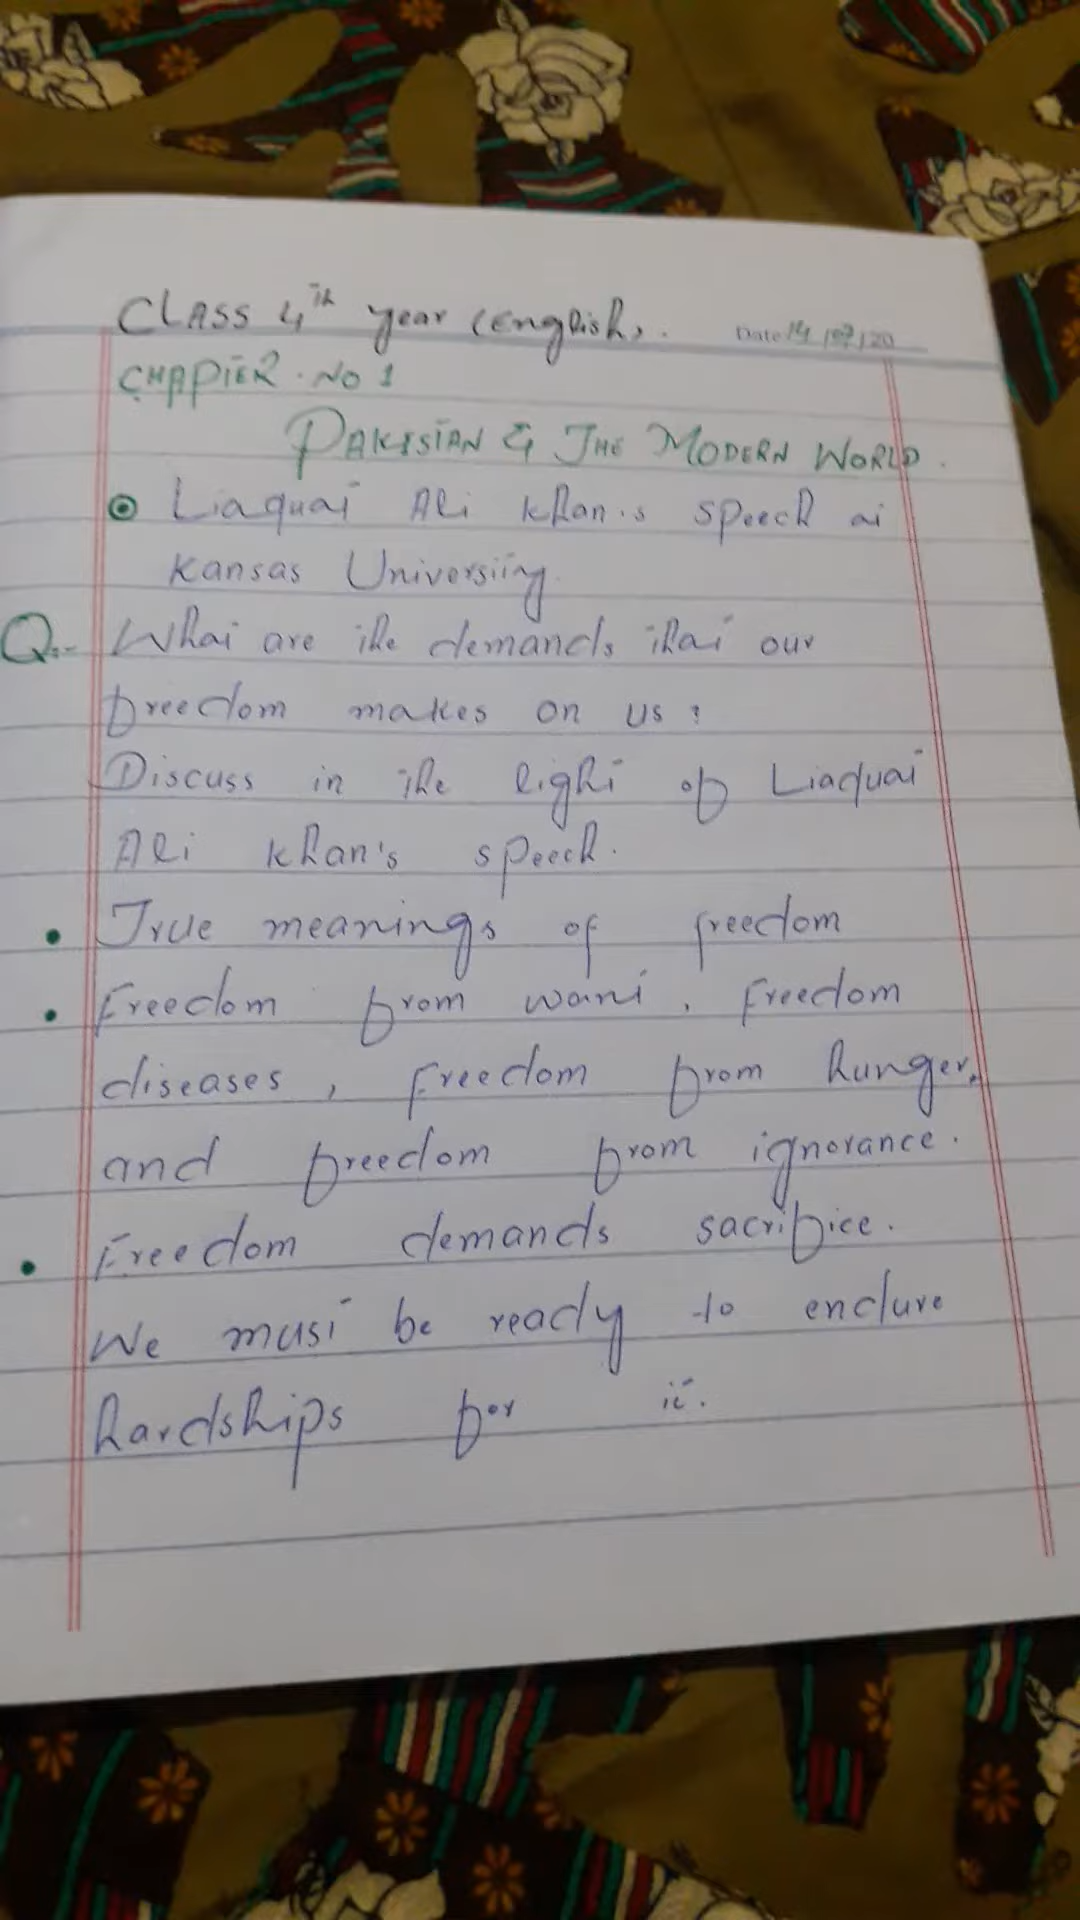 CLASS 4th year (English).
Date 14/07/20
CHAPTER. No 1
PAKISTAN & THE MODERN WORLD.
Liaquat Ali khan's speech at
Kansas Universitry
Q:- What are the demands that our
freedom makes on us ?
Discuss in the light of Liaquat
Ali khan's speech.
• True meanings of freedom
• Freedom from want, freedom
diseases, freedom from hunger,
and freedom from ignorance.
• Freedom demands sacrifice.
We must be ready to endure
hardships for it.